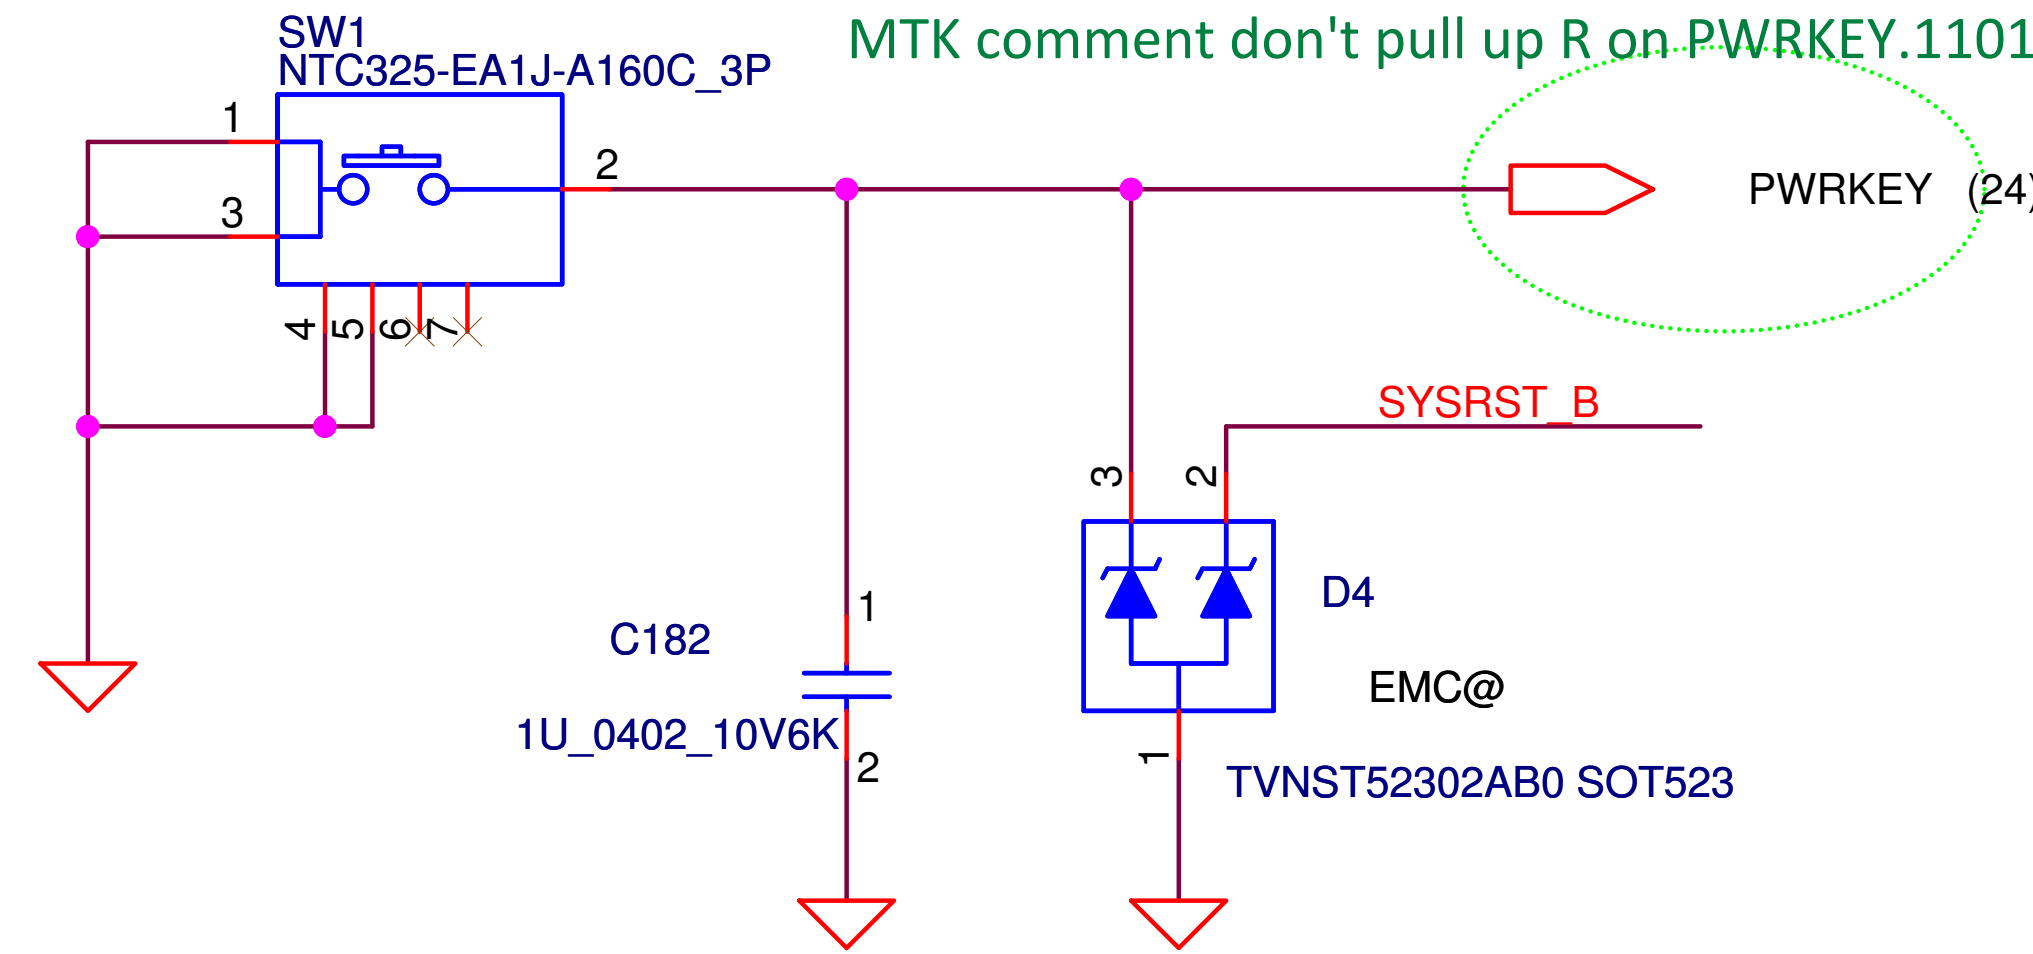 SW1
NTC325-EA1J-A160C_3P
MTK comment don't pull up R on PWRKEY.1101
1
2
3
PWRKEY (24)
4
5
6
7
SYSRST_B
3
2
D4
1
C182
EMC@
1U_0402_10V6K
2
1
TVNST52302AB0 SOT523